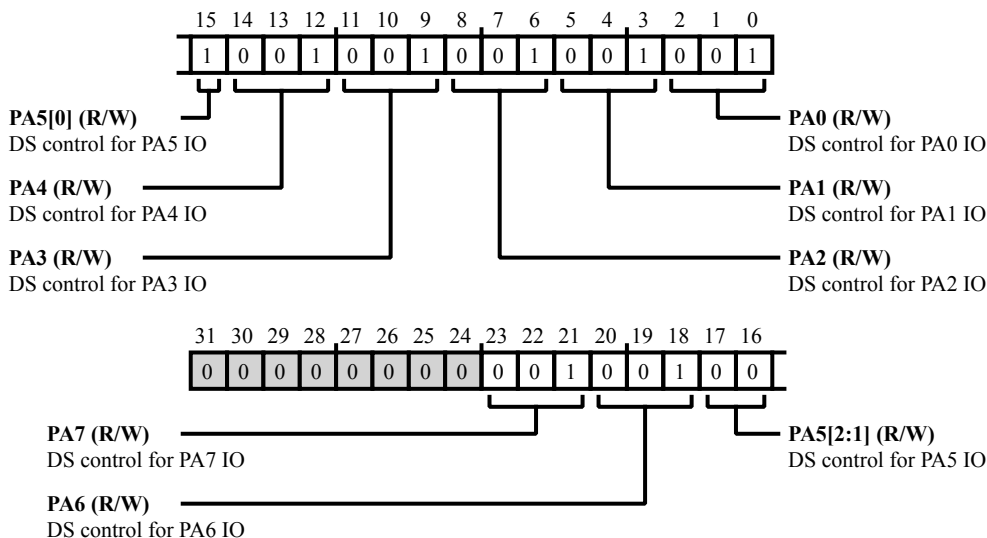 15 14 13 12 11 10 9 8 7 6 5 4 3 2 1 0
1 0 0 1 0 0 1 0 0 1 0 0 1 0 0 1
PA5[0] (R/W)
DS control for PA5 IO
PA4 (R/W)
DS control for PA4 IO
PA3 (R/W)
DS control for PA3 IO
PA0 (R/W)
DS control for PA0 IO
PA1 (R/W)
DS control for PA1 IO
PA2 (R/W)
DS control for PA2 IO
31 30 29 28 27 26 25 24 23 22 21 20 19 18 17 16
0 0 0 0 0 0 0 0 0 0 1 0 0 1 0 0
PA7 (R/W)
DS control for PA7 IO
PA6 (R/W)
DS control for PA6 IO
PA5[2:1] (R/W)
DS control for PA5 IO